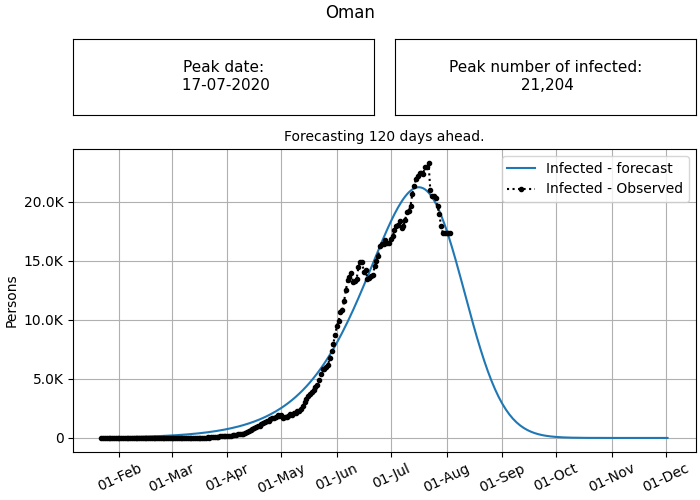 Oman
Peak date:
17-07-2020
Peak number of infected:
21,204
Forecasting 120 days ahead.
Infected - forecast
Infected - Observed
Persons
20.0K
15.0K
10.0K
5.0K
0
01-Feb
01-Mar
01-Apr
01-May
01-Jun
01-Jul
01-Aug
01-Sep
01-Oct
01-Nov
01-Dec